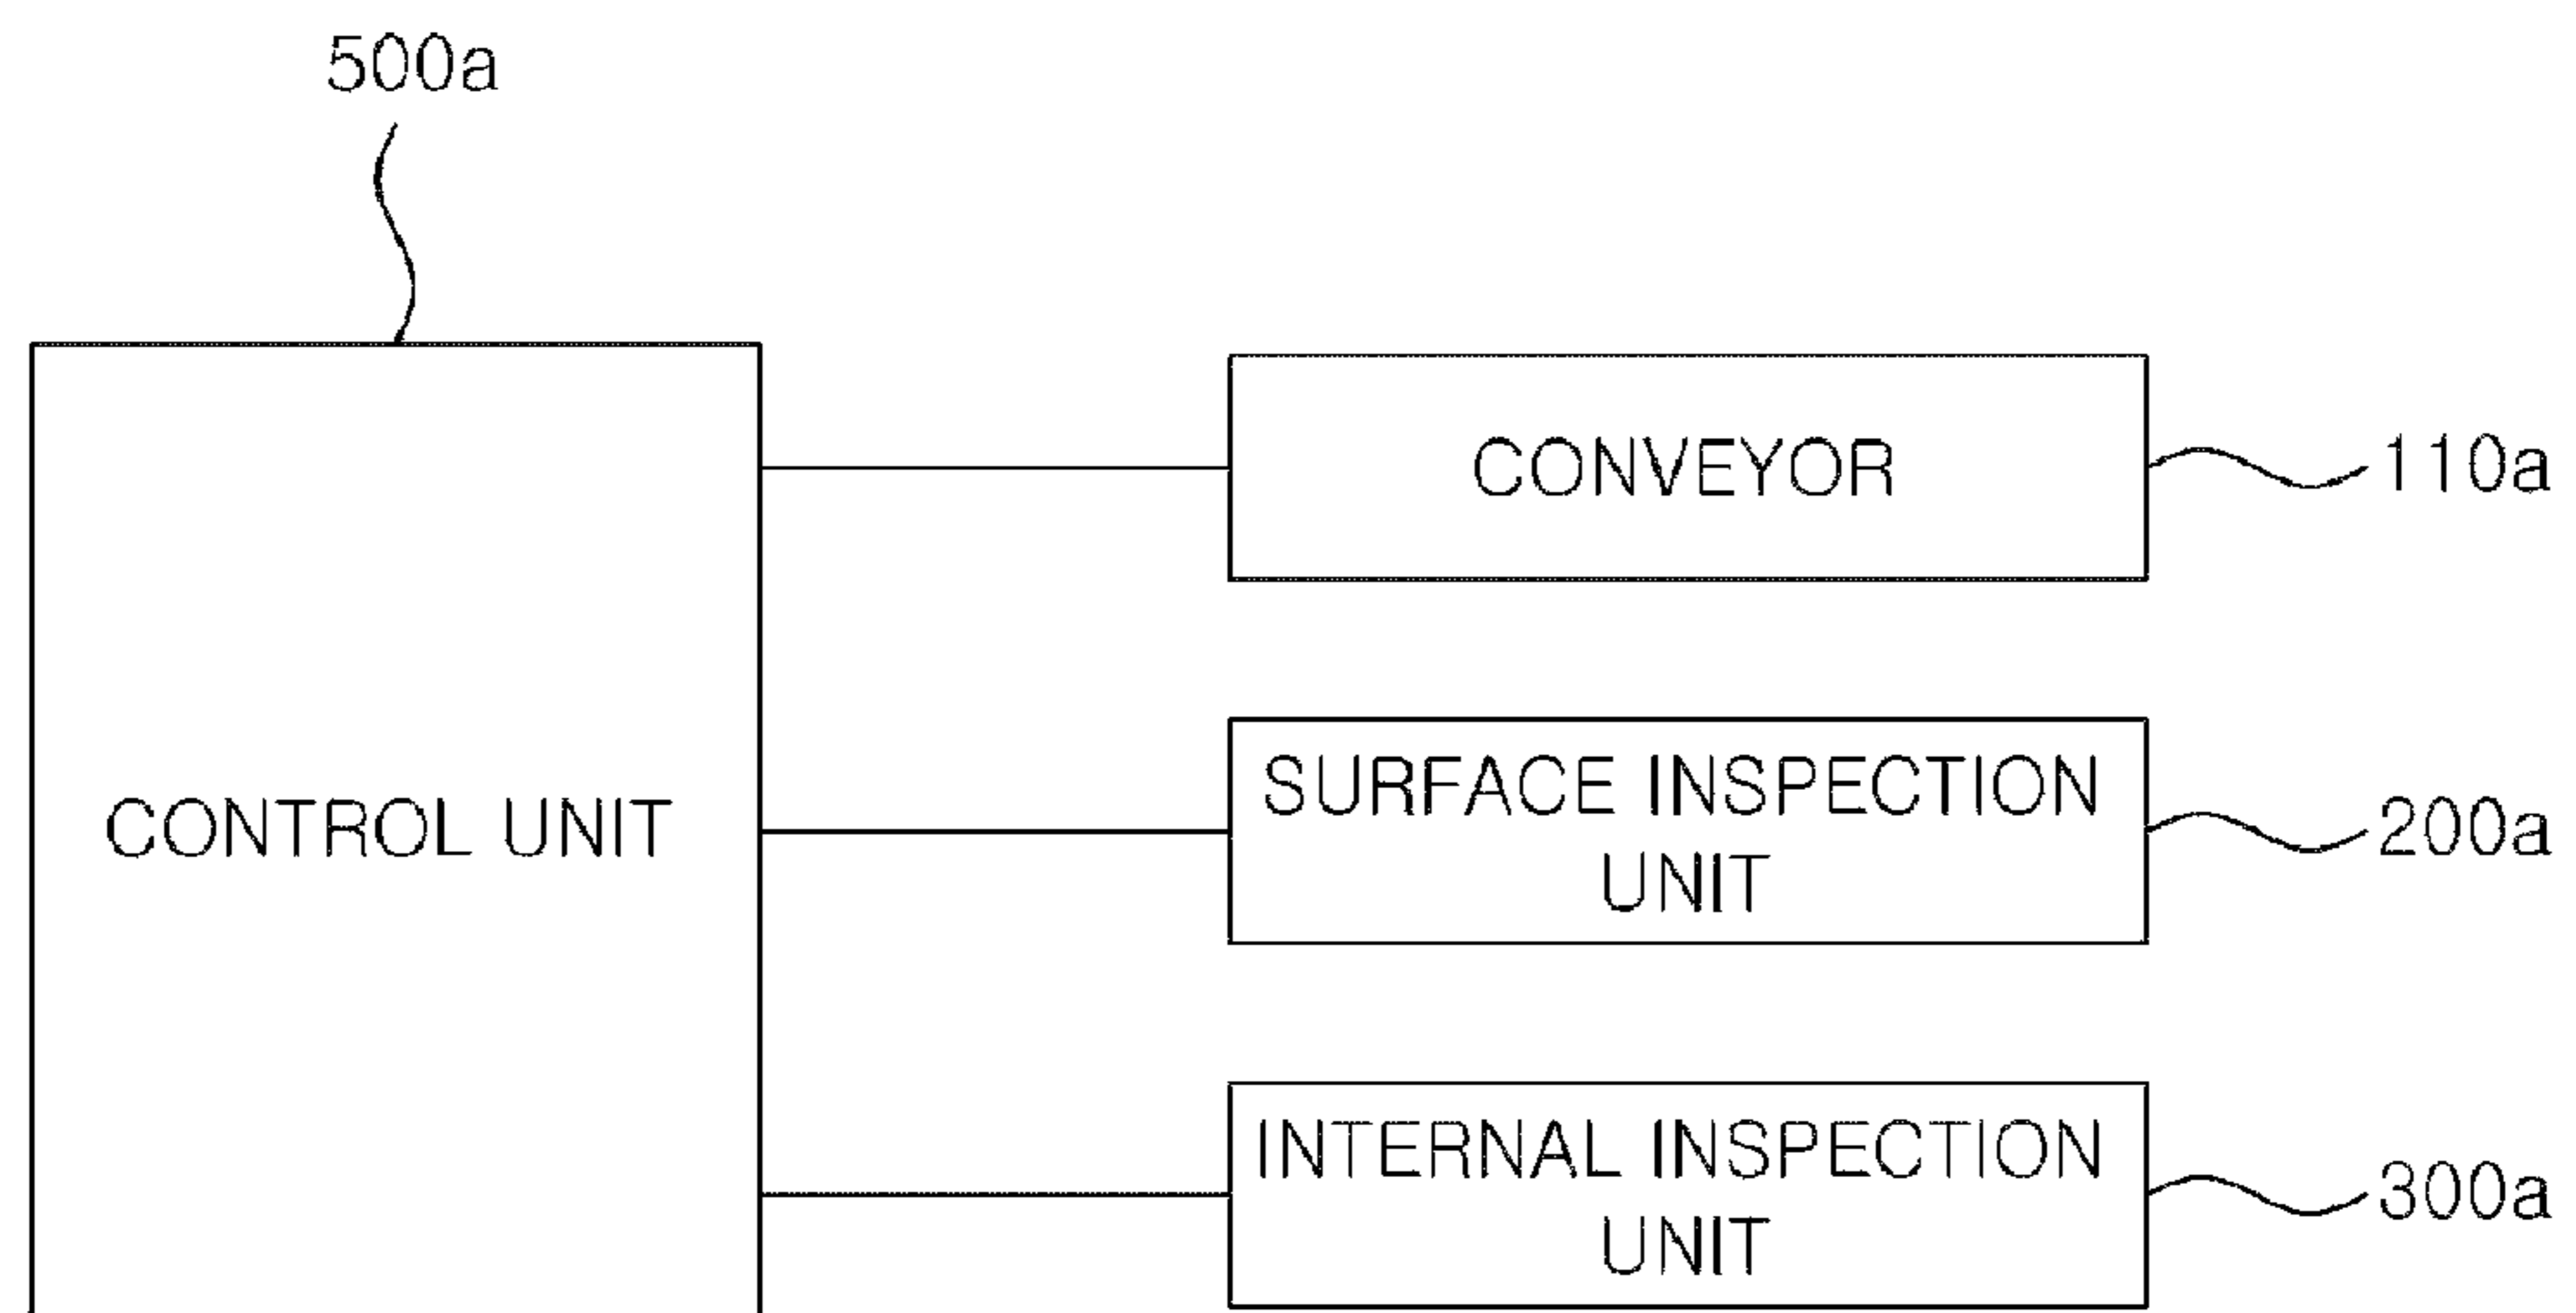 500a
CONVEYOR
110a
CONTROL UNIT
SURFACE INSPECTION
UNIT
200a
INTERNAL INSPECTION
UNIT
300a